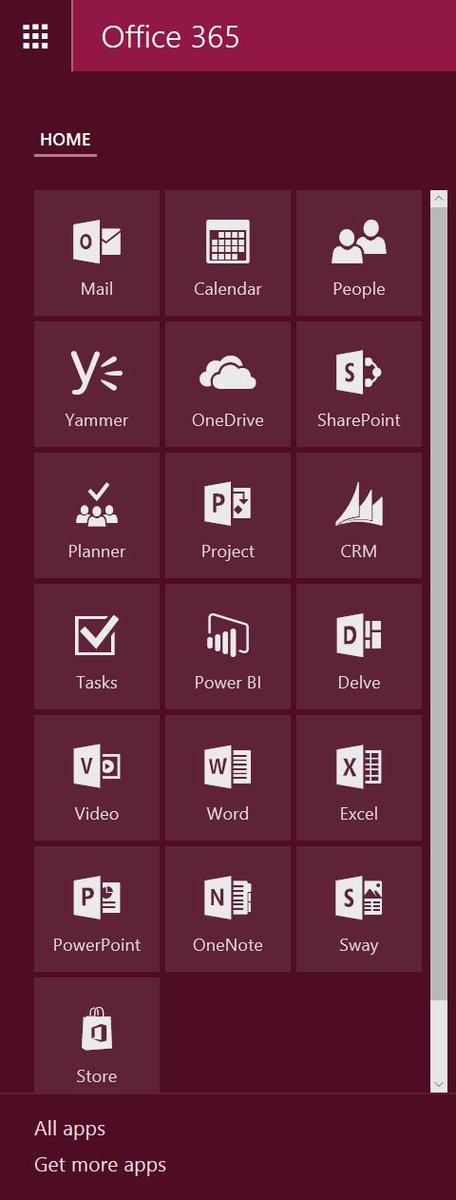 Office 365
HOME
Mail Calendar People
Yammer OneDrive SharePoint
Planner Project CRM
Tasks Power BI Delve
Video Word Excel
PowerPoint OneNote Sway
Store
All apps
Get more apps